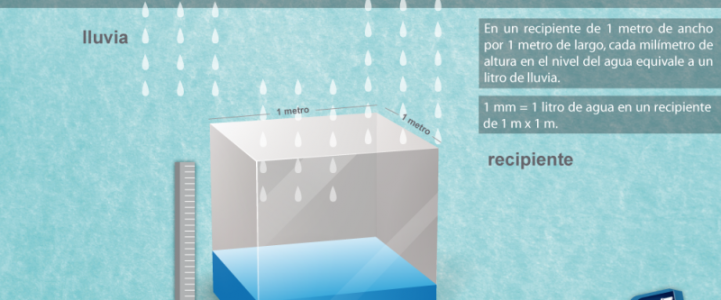 lluvia
En un recipiente de 1 metro de ancho
por 1 metro de largo, cada milímetro de
altura en el nivel del agua equivale a un
litro de lluvia.
1 mm = 1 litro de agua en un recipiente
de 1 m x 1 m.
1 metro
1 metro
recipiente